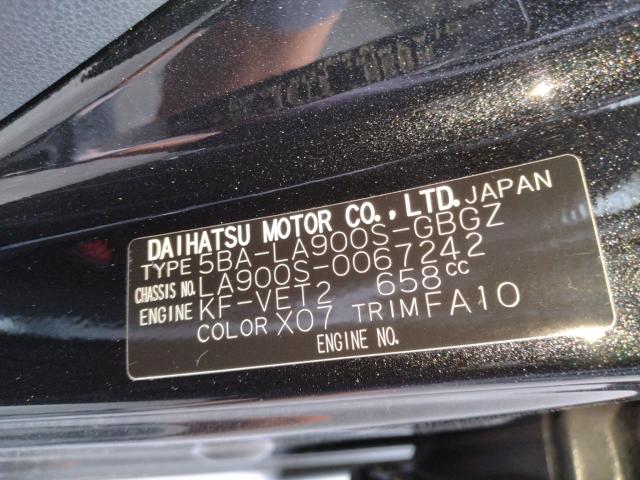 DAIHATSU MOTOR CO., LTD. JAPAN
TYPE 5BA-LA900S-GBGZ
CHASSIS NO. LA900S-0067242
ENGINE KF-VET2 658cc
COLOR X07 TRIM FA10
ENGINE NO.